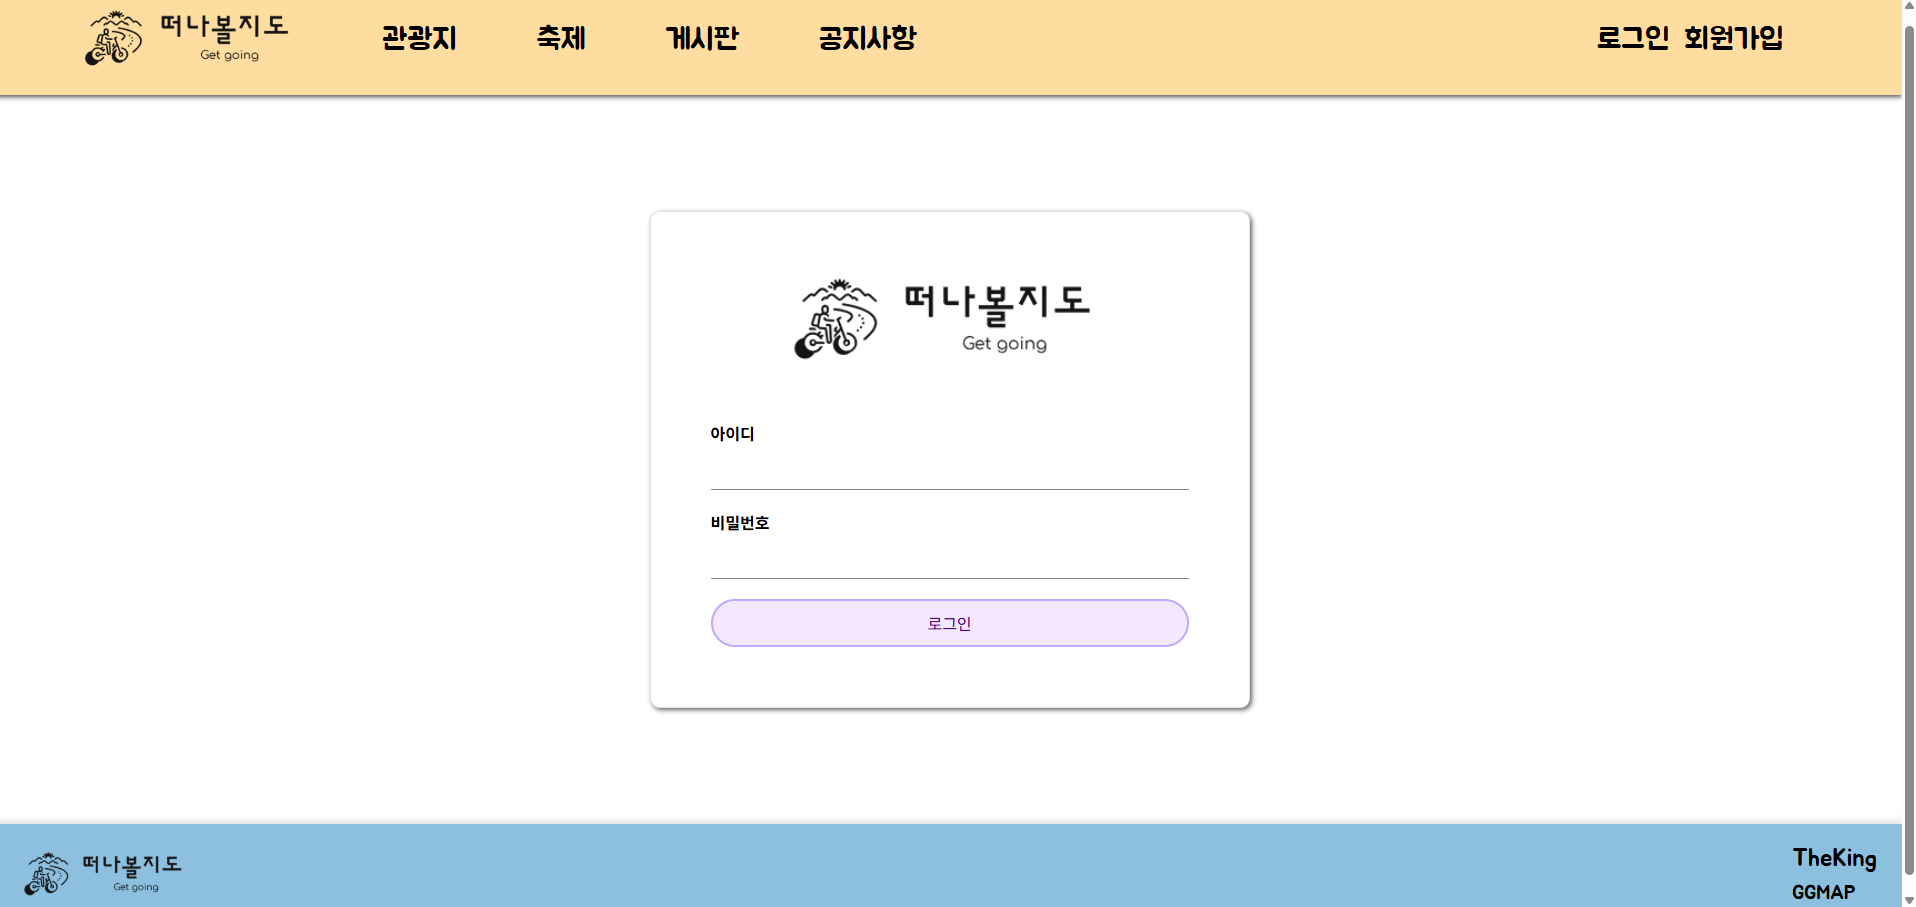 떠나볼지도
Get going
관광지 축제 게시판 공지사항 로그인 회원가입
떠나볼지도
Get going
아이디
비밀번호
로그인
떠나볼지도
Get going
TheKing
GGMAP